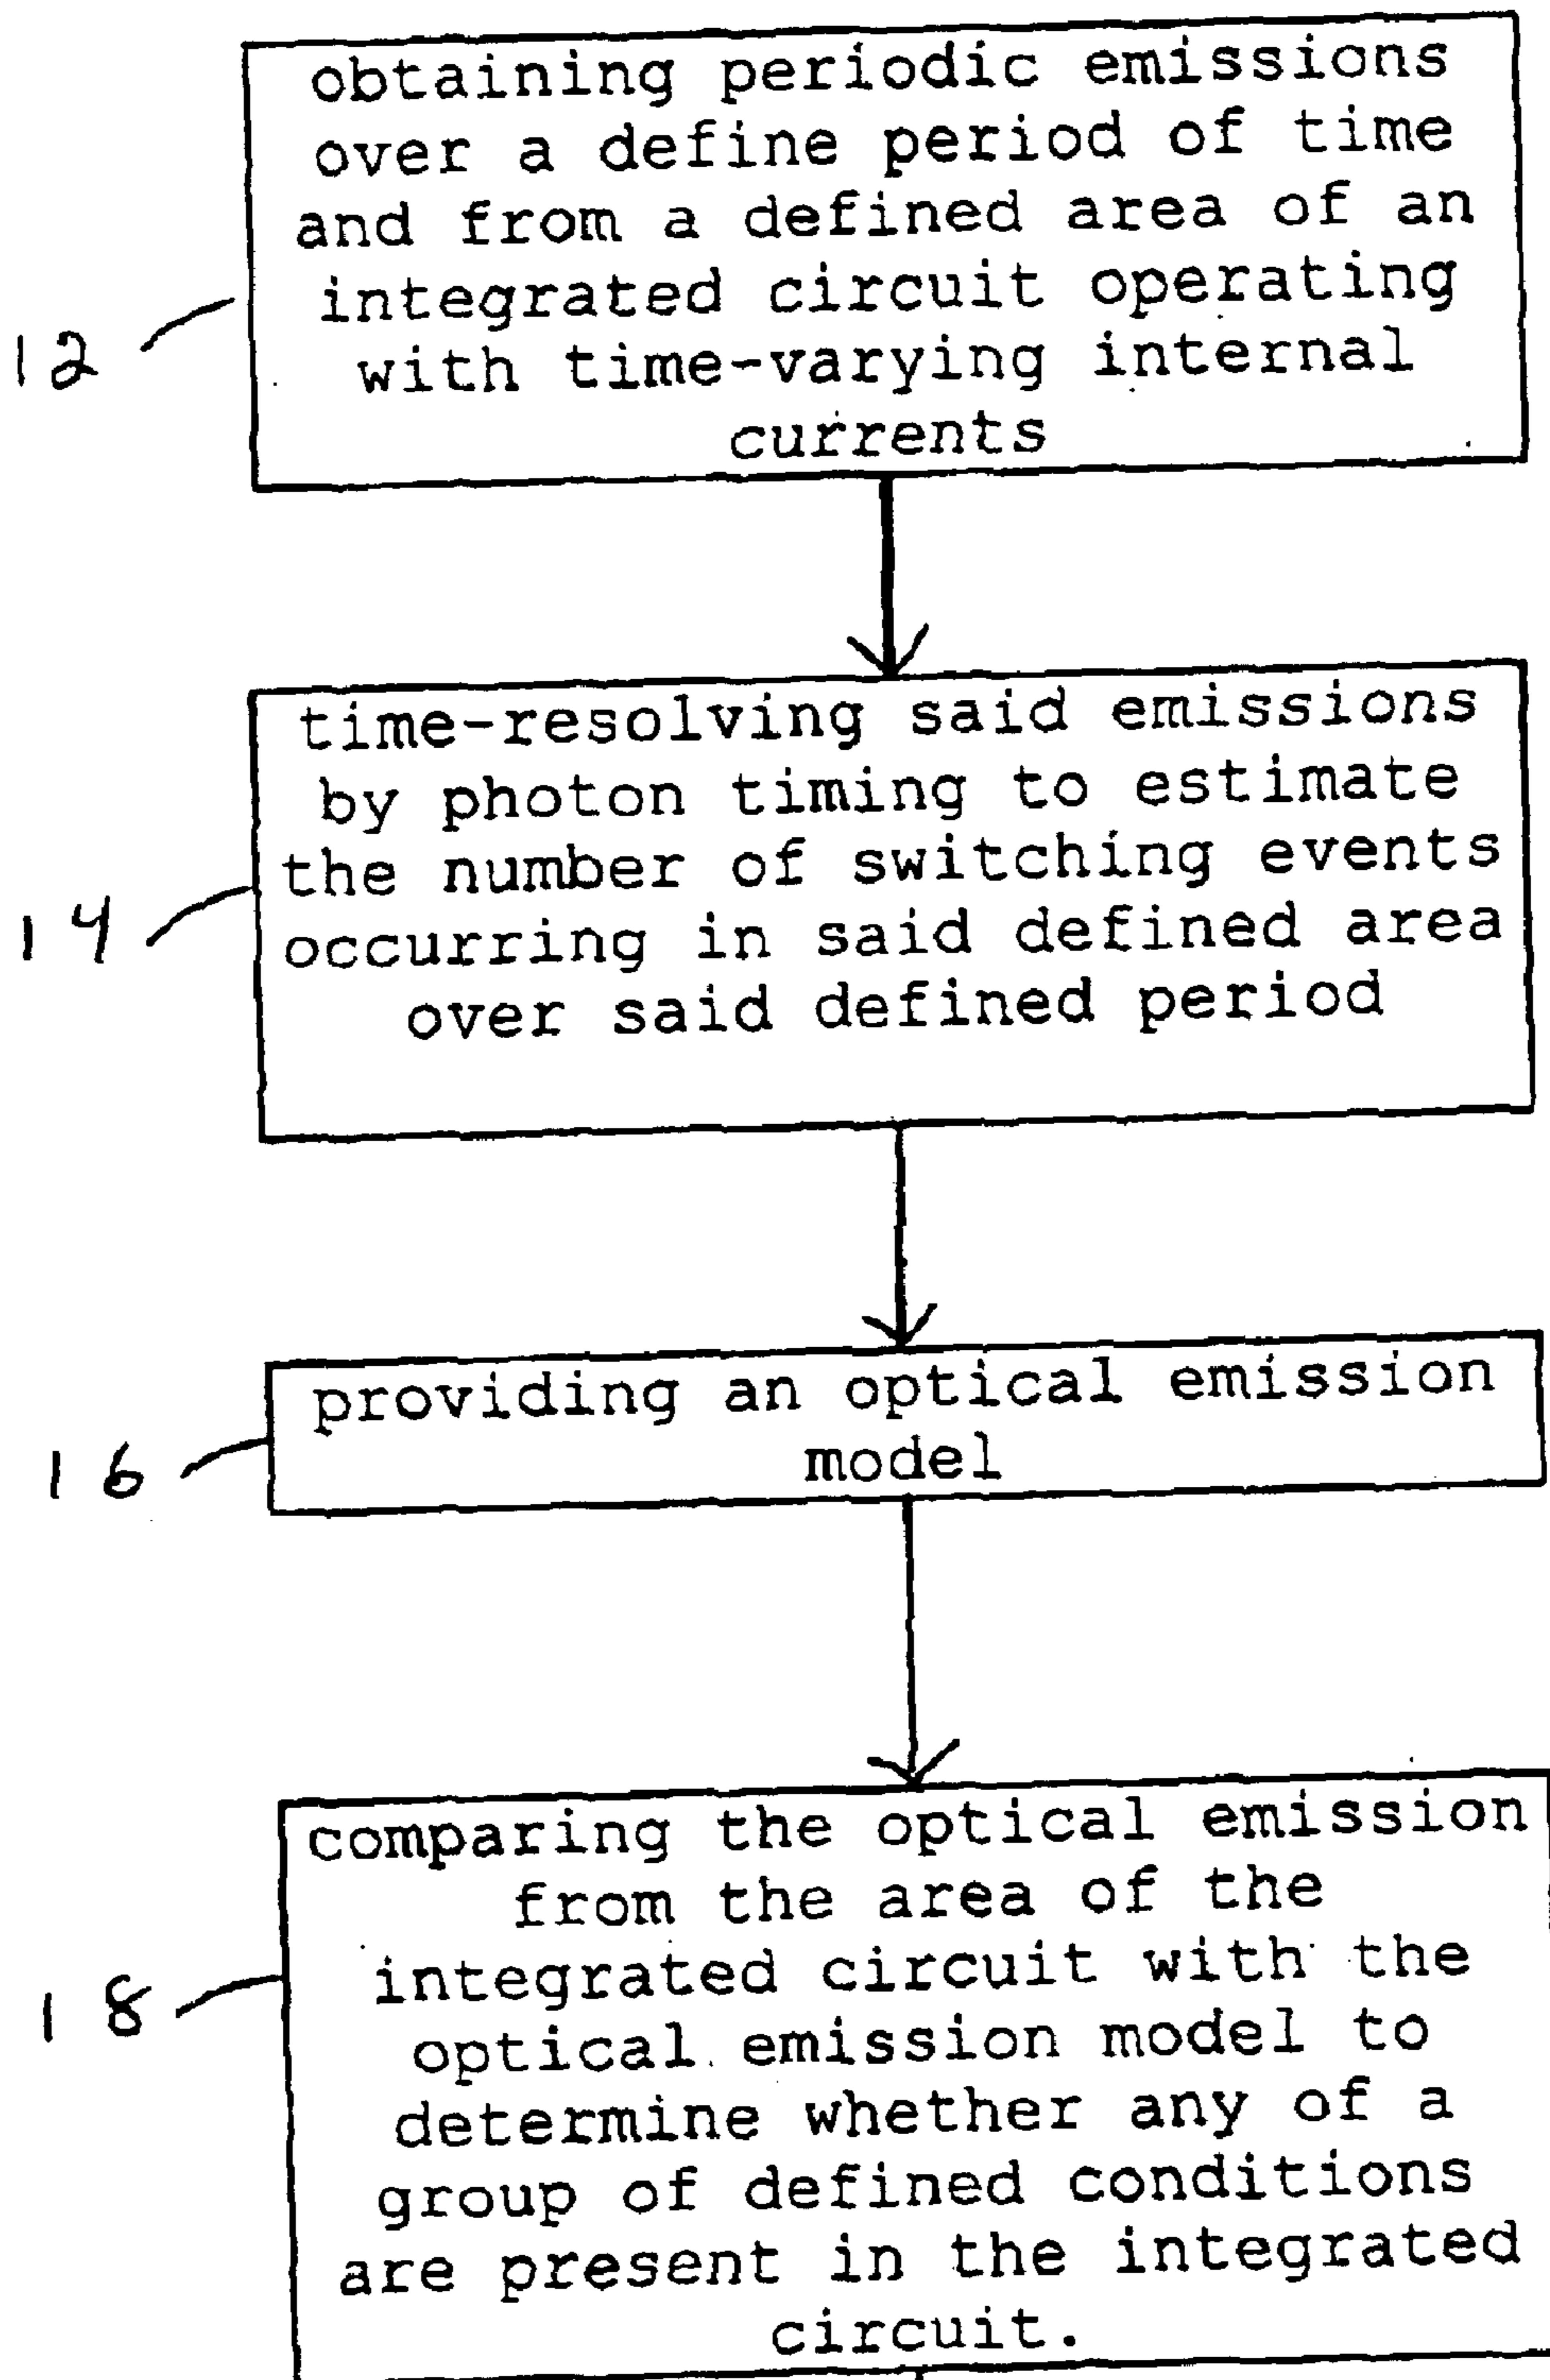 obtaining periodic emissions
over a define period of time
and from a defined area of an
integrated circuit operating
with time-varying internal
currents
12
time-resolving said emissions
by photon timing to estimate
the number of switching events
occurring in said defined area
over said defined period
14
providing an optical emission
model
16
comparing the optical emission
from the area of the
integrated circuit with the
optical emission model to
determine whether any of a
group of defined conditions
are present in the integrated
circuit.
18